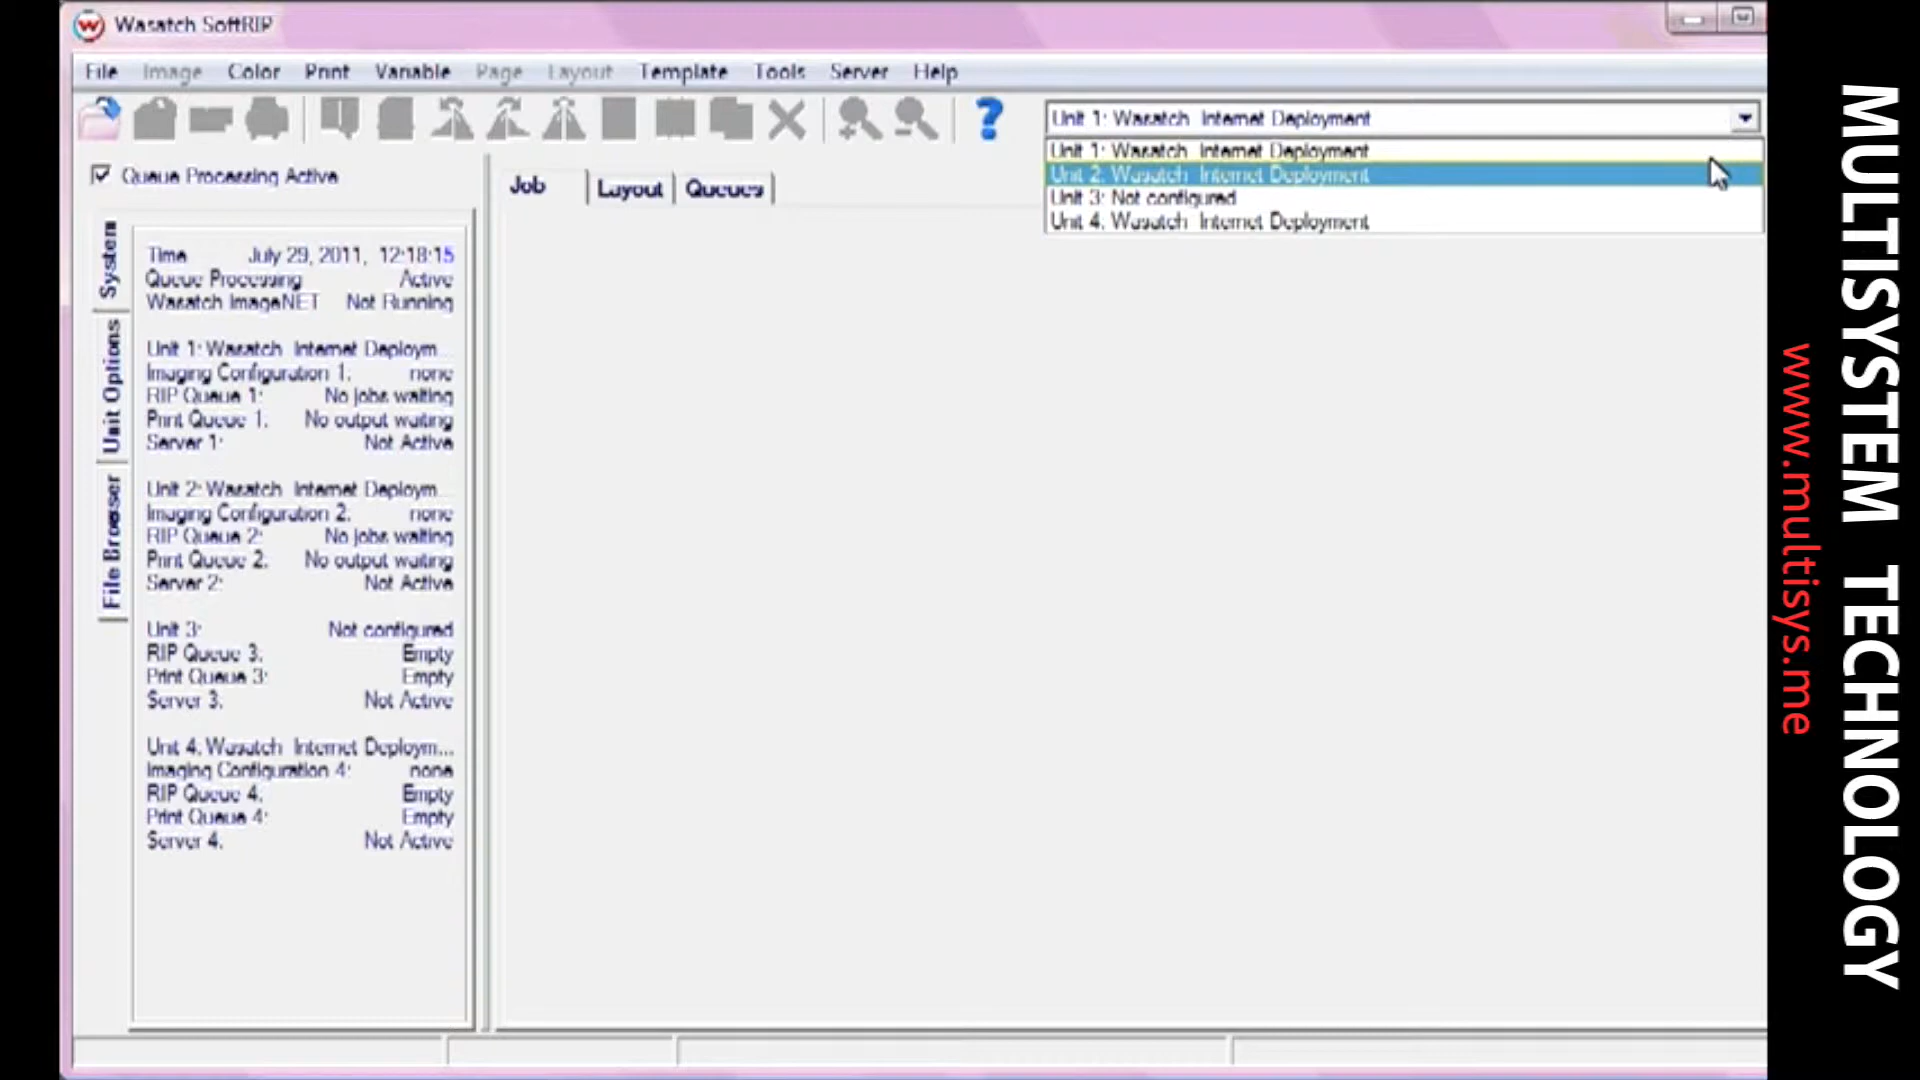 Wasatch SoftRIP
File Image Color Print Variable Page Layout Template Tools Server Help
Unit 1: Wasatch Internet Deployment
Unit 1: Wasatch Internet Deployment
Unit 2: Wasatch Internet Deployment
Unit 3: Not configured
Unit 4: Wasatch Internet Deployment
Queue Processing Active
Job Layout Queues
System
Unit Options
File Browser
Time July 29, 2011, 12:18:15
Queue Processing Active
Wasatch ImageNET Not Running
Unit 1: Wasatch Internet Deploym...
Imaging Configuration 1: none
RIP Queue 1: No jobs waiting
Print Queue 1: No output waiting
Server 1: Not Active
Unit 2: Wasatch Internet Deploym...
Imaging Configuration 2: none
RIP Queue 2: No jobs waiting
Print Queue 2: No output waiting
Server 2: Not Active
Unit 3: Not configured
RIP Queue 3: Empty
Print Queue 3: Empty
Server 3: Not Active
Unit 4: Wasatch Internet Deploym...
Imaging Configuration 4: none
RIP Queue 4: Empty
Print Queue 4: Empty
Server 4: Not Active
MULTISYSTEM TECHNOLOGY
www.multisys.me